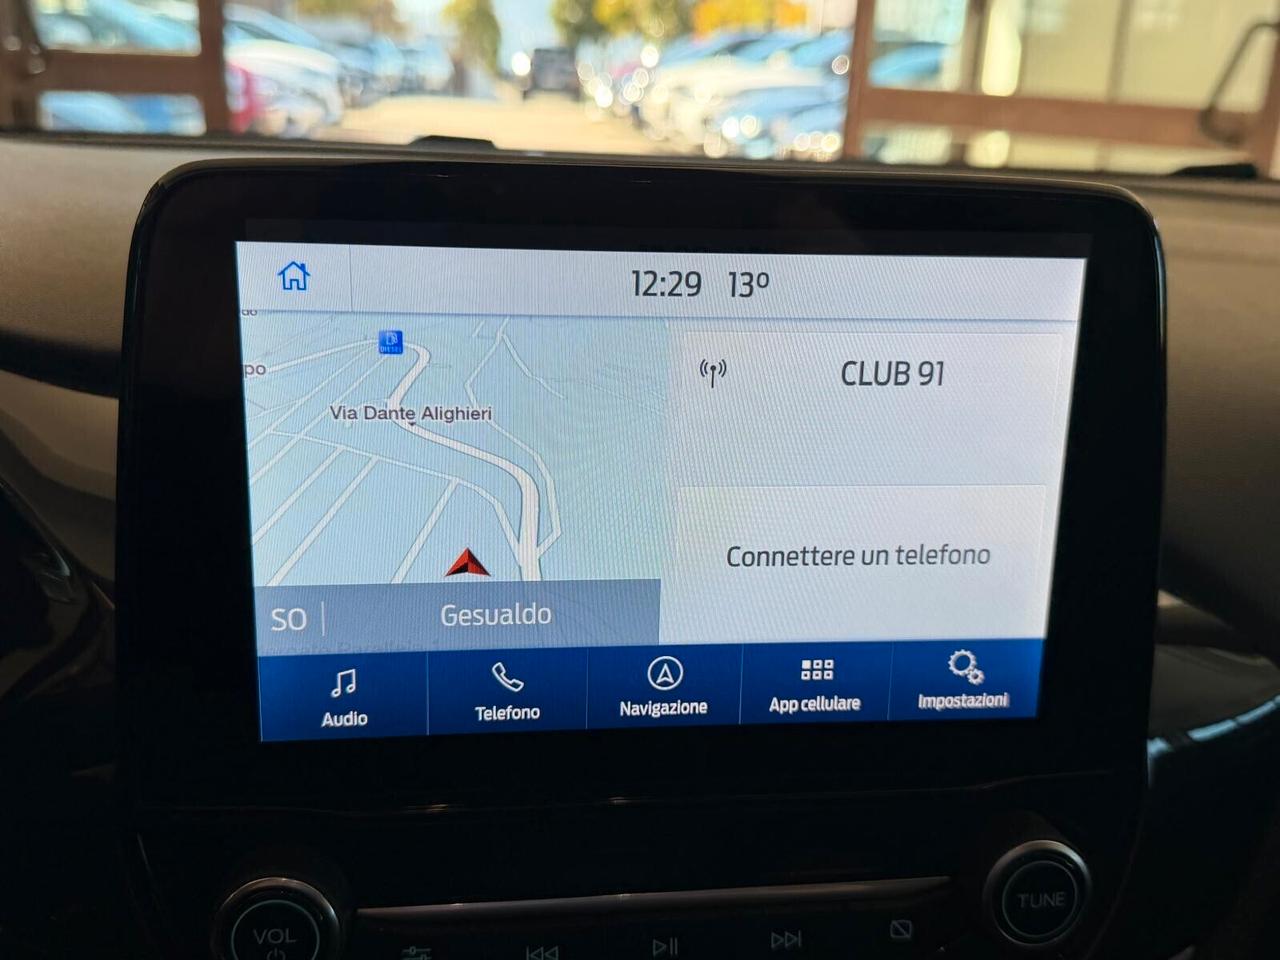 12:29 13º
DIESEL
po
Via Dante Alighieri
CLUB 91
Connettere un telefono
SO
Gesualdo
Audio
Telefono
Navigazione
App cellulare
Impostazioni
VOL
TUNE